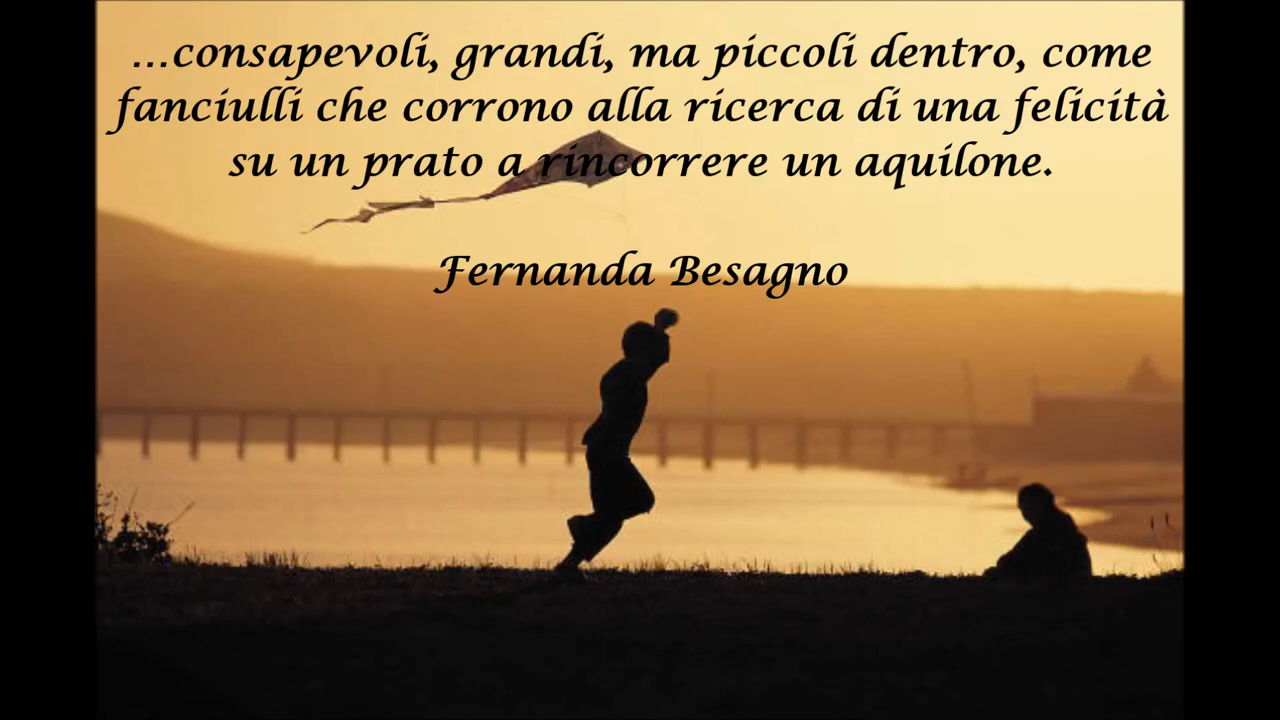 ...consapevoli, grandi, ma piccoli dentro, come
fanciulli che corrono alla ricerca di una felicità
su un prato a rincorrere un aquilone.
Fernanda Besagno